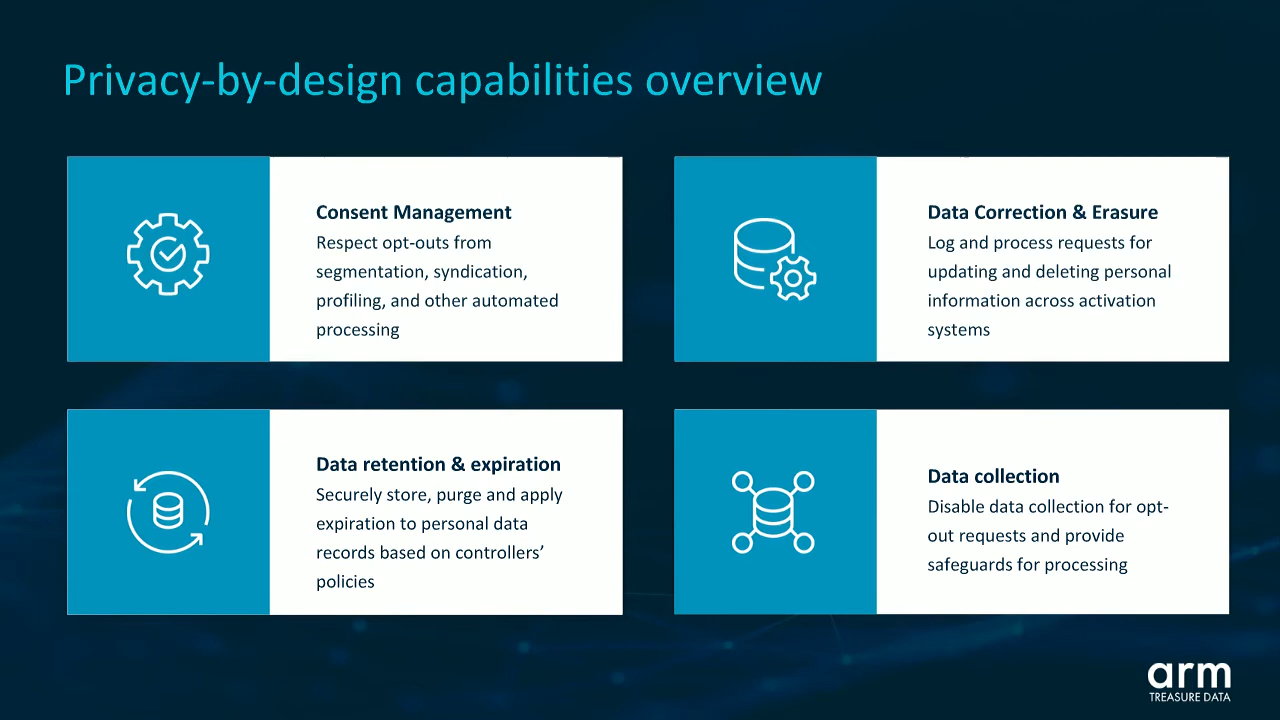 Privacy-by-design capabilities overview
Consent Management
Respect opt-outs from
segmentation, syndication,
profiling, and other automated
processing
Data Correction & Erasure
Log and process requests for
updating and deleting personal
information across activation
systems
Data retention & expiration
Securely store, purge and apply
expiration to personal data
records based on controllers’
policies
Data collection
Disable data collection for opt-
out requests and provide
safeguards for processing
arm
TREASURE DATA